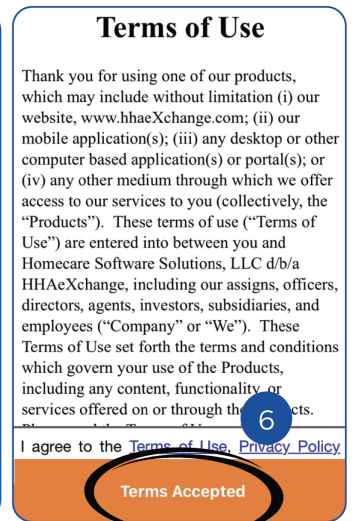 Terms of Use
Thank you for using one of our products,
which may include without limitation (i) our
website, www.hhaeXchange.com; (ii) our
mobile application(s); (iii) any desktop or other
computer based application(s) or portal(s); or
(iv) any other medium through which we offer
access to our services to you (collectively, the
“Products”). These terms of use (“Terms of
Use”) are entered into between you and
Homecare Software Solutions, LLC d/b/a
HHAeXchange, including our assigns, officers,
directors, agents, investors, subsidiaries, and
employees (“Company” or “We”). These
Terms of Use set forth the terms and conditions
which govern your use of the Products,
including any content, functionality, or
services offered on or through the
6
I agree to the Terms of Use, Privacy Policy
Terms Accepted